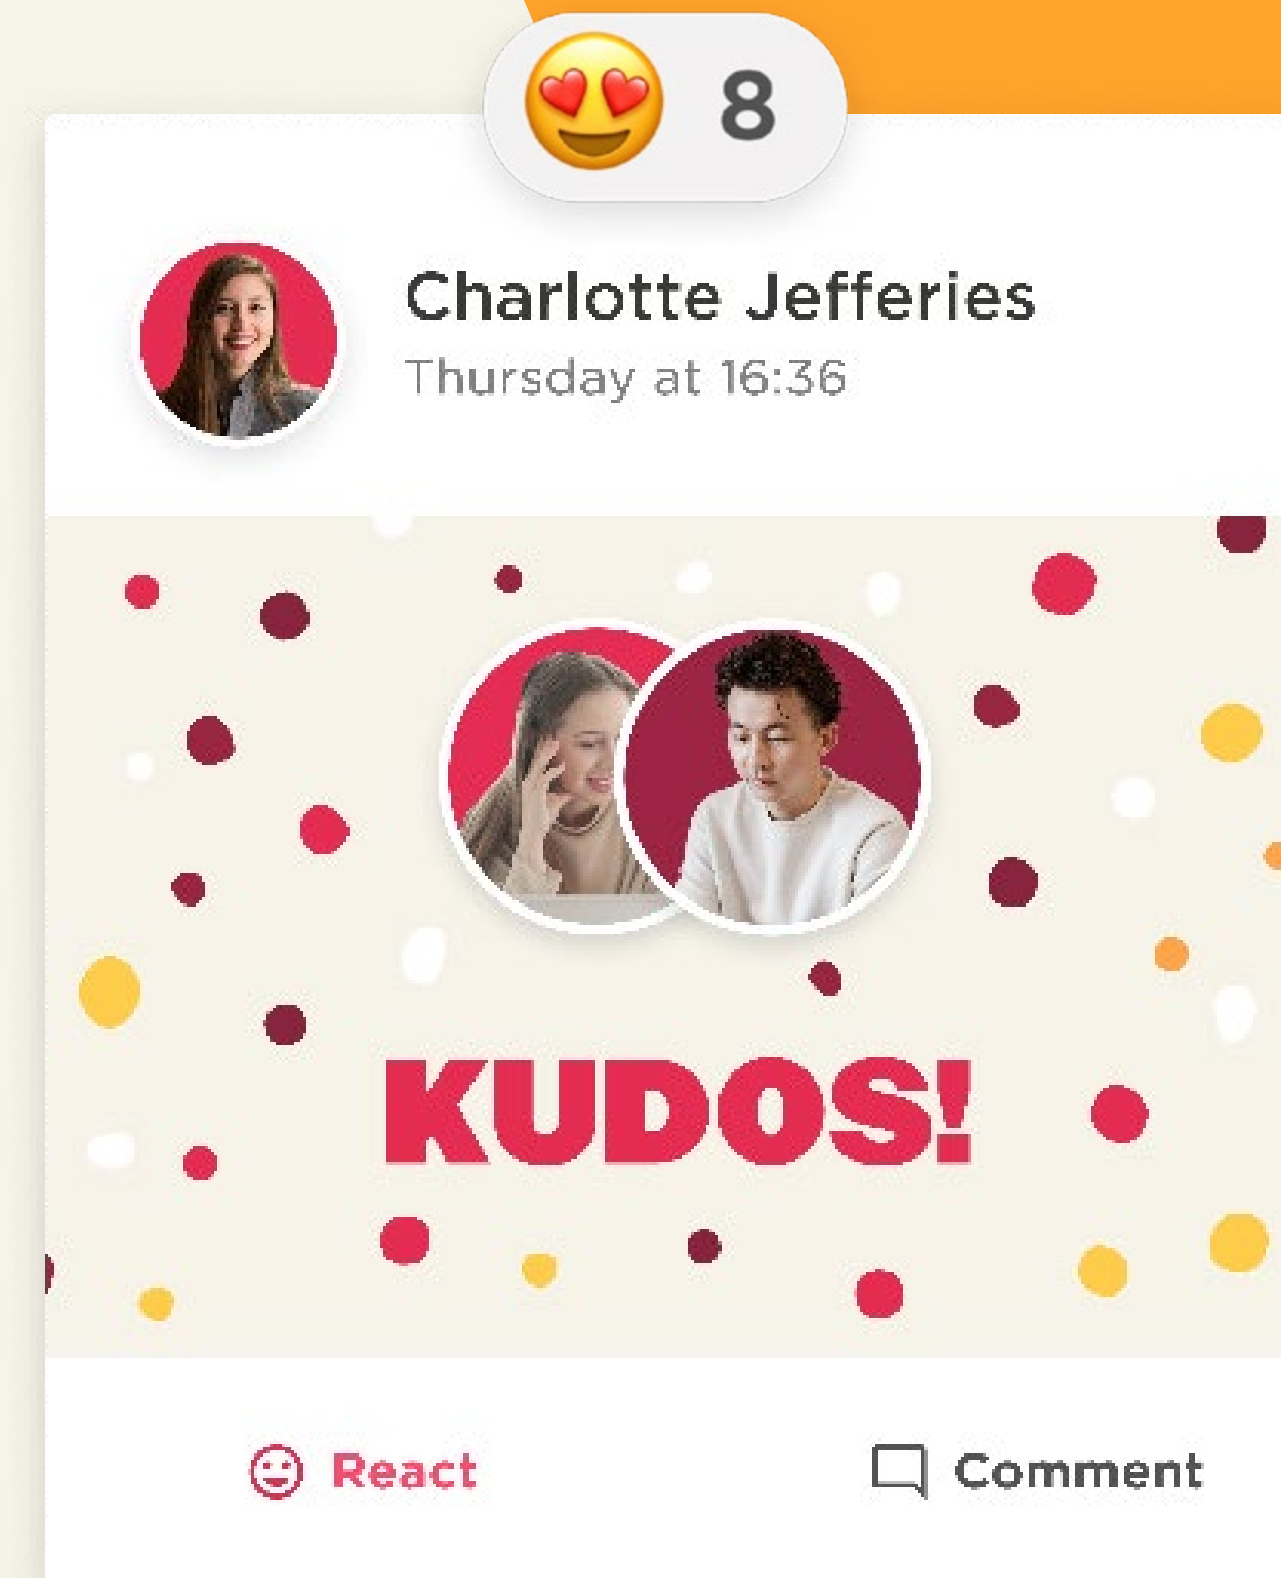 8
Charlotte Jefferies
Thursday at 16:36
KUDOS!
React
Comment